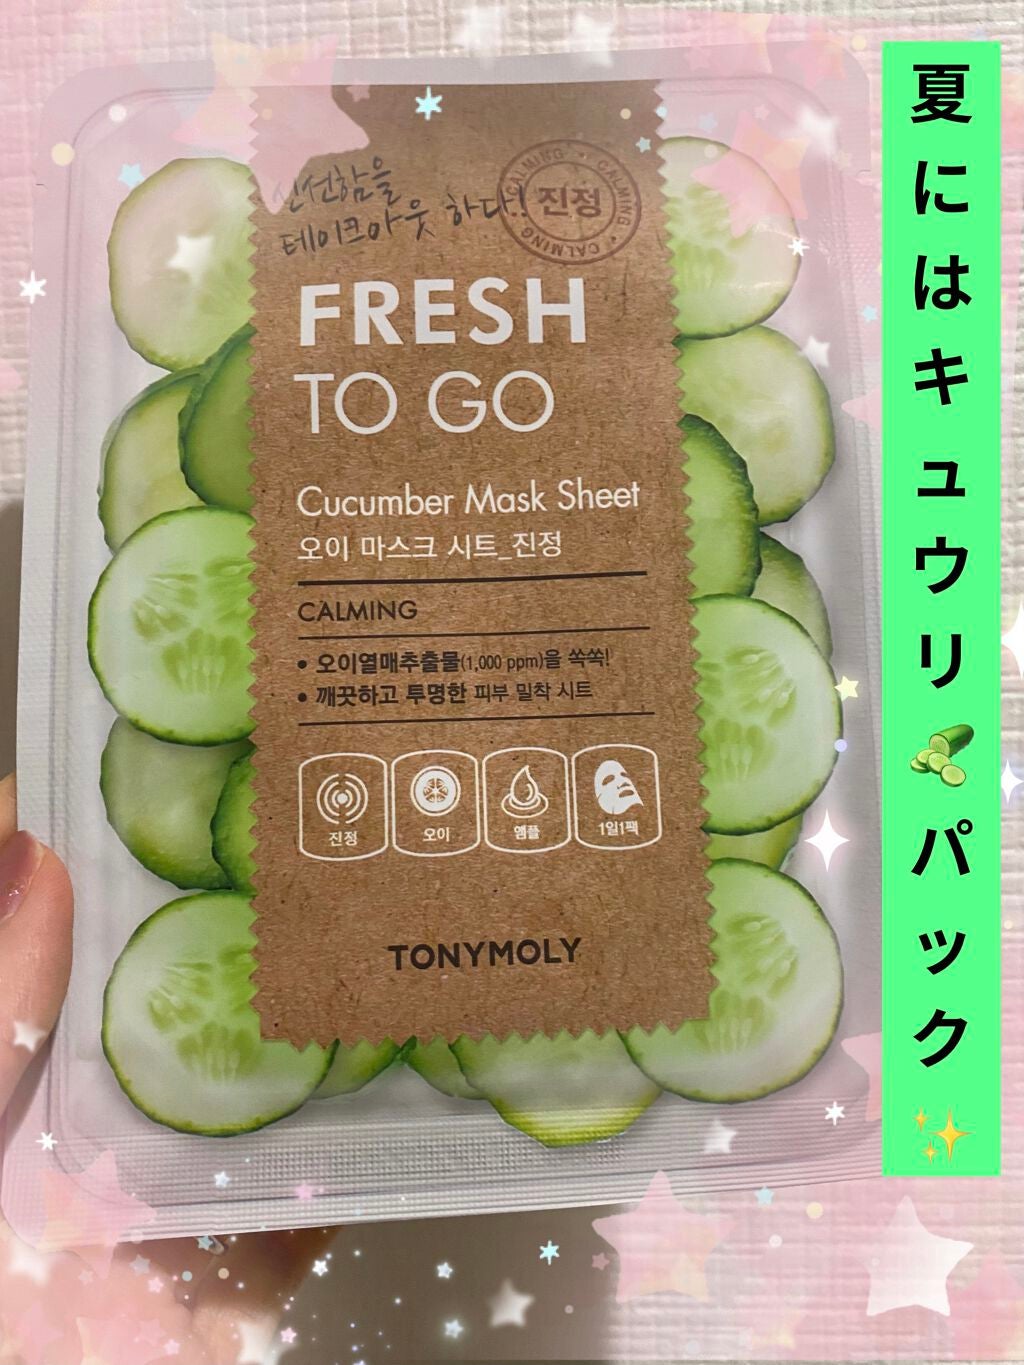 신선함을
테이크아웃 하다!
CALMING CALMING CALMING
진정
FRESH
TO GO
Cucumber Mask Sheet
오이 마스크 시트_진정
CALMING
• 오이열매추출물(1,000 ppm)을 쏙쏙!
• 깨끗하고 투명한 피부 밀착 시트
진정
오이
앰플
1일1팩
TONYMOLY
夏にはキュウリ🥒パック✨